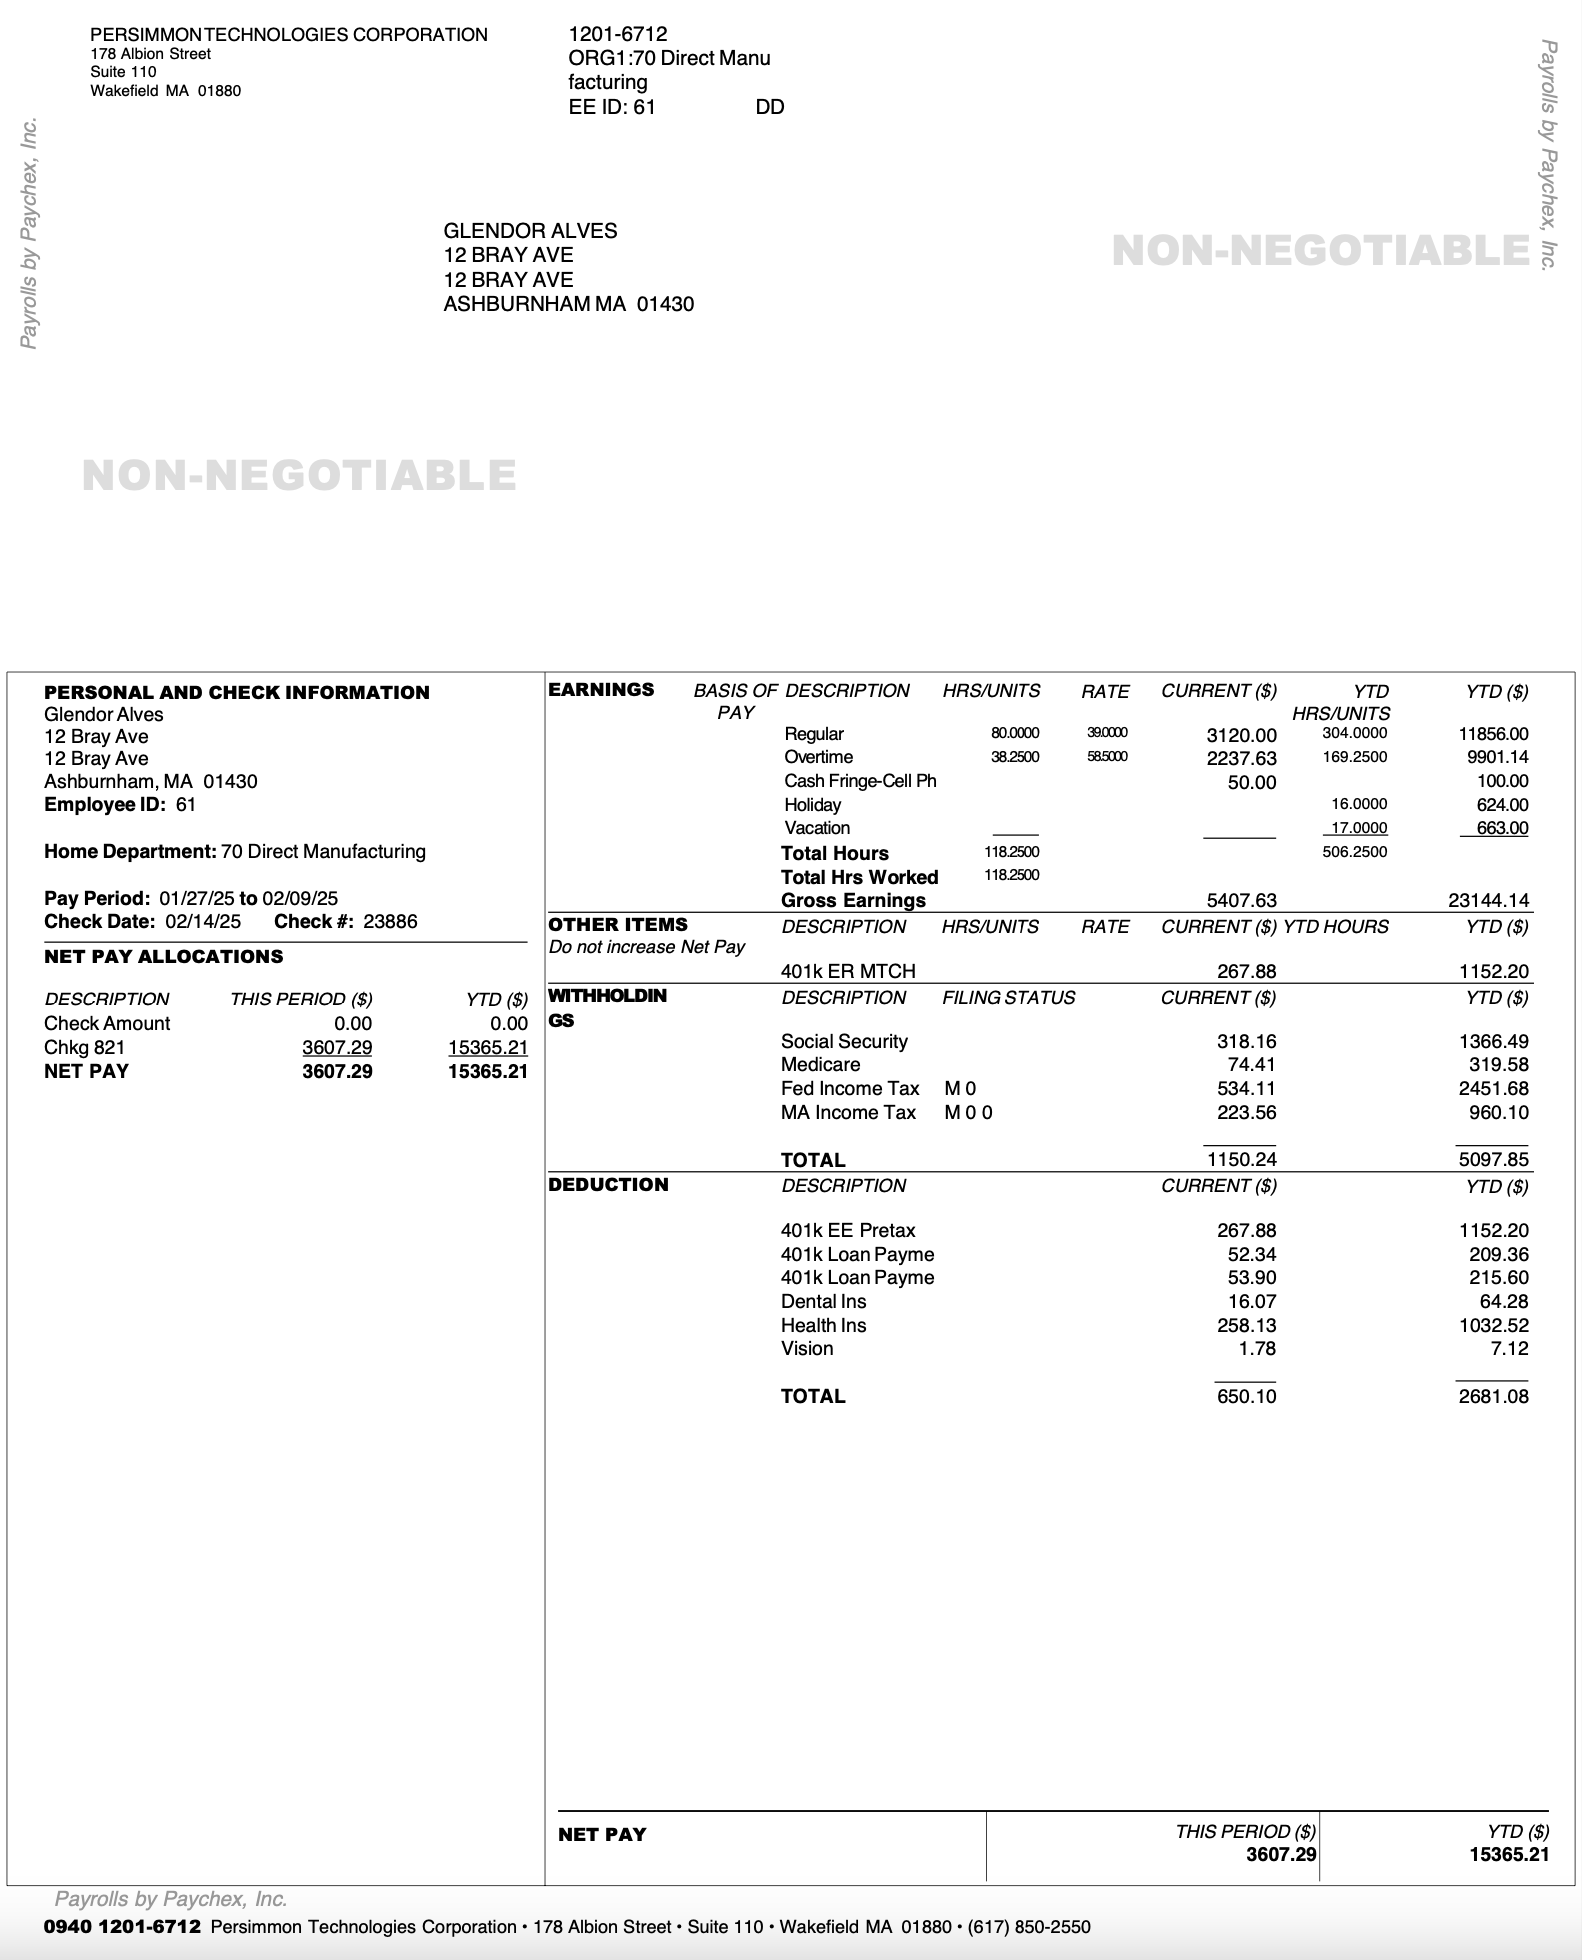 PERSIMMON TECHNOLOGIES CORPORATION
178 Albion Street
Suite 110
Wakefield MA 01880
1201-6712
ORG1:70 Direct Manu
facturing
EE ID: 61 DD
Payrolls by Paychex, Inc.
Payrolls by Paychex, Inc.
GLENDOR ALVES
12 BRAY AVE
12 BRAY AVE
ASHBURNHAM MA 01430
NON-NEGOTIABLE
NON-NEGOTIABLE
PERSONAL AND CHECK INFORMATION
Glendor Alves
12 Bray Ave
12 Bray Ave
Ashburnham, MA 01430
Employee ID: 61
Home Department: 70 Direct Manufacturing
Pay Period: 01/27/25 to 02/09/25
Check Date: 02/14/25 Check #: 23886
NET PAY ALLOCATIONS
DESCRIPTION THIS PERIOD ($) YTD ($)
Check Amount 0.00 0.00
Chkg 821 3607.29 15365.21
NET PAY 3607.29 15365.21
EARNINGS BASIS OF DESCRIPTION HRS/UNITS RATE CURRENT ($) YTD YTD ($)
PAY HRS/UNITS
Regular 80.0000 39.0000 3120.00 304.0000 11856.00
Overtime 38.2500 58.5000 2237.63 169.2500 9901.14
Cash Fringe-Cell Ph 50.00 100.00
Holiday 16.0000 624.00
Vacation 17.0000 663.00
Total Hours 118.2500 506.2500
Total Hrs Worked 118.2500
Gross Earnings 5407.63 23144.14
OTHER ITEMS DESCRIPTION HRS/UNITS RATE CURRENT ($) YTD HOURS YTD ($)
Do not increase Net Pay
401k ER MTCH 267.88 1152.20
WITHHOLDIN DESCRIPTION FILING STATUS CURRENT ($) YTD ($)
GS
Social Security 318.16 1366.49
Medicare 74.41 319.58
Fed Income Tax M 0 534.11 2451.68
MA Income Tax M 0 0 223.56 960.10
TOTAL 1150.24 5097.85
DEDUCTION DESCRIPTION CURRENT ($) YTD ($)
401k EE Pretax 267.88 1152.20
401k Loan Payme 52.34 209.36
401k Loan Payme 53.90 215.60
Dental Ins 16.07 64.28
Health Ins 258.13 1032.52
Vision 1.78 7.12
TOTAL 650.10 2681.08
NET PAY THIS PERIOD ($) YTD ($)
3607.29 15365.21
Payrolls by Paychex, Inc.
0940 1201-6712 Persimmon Technologies Corporation • 178 Albion Street • Suite 110 • Wakefield MA 01880 • (617) 850-2550